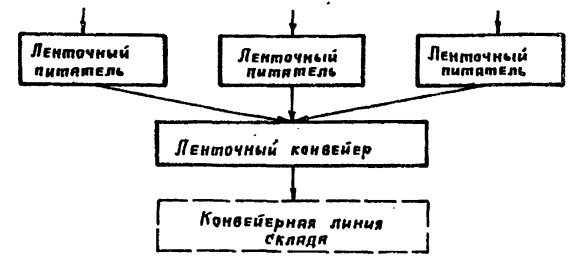 Ленточный
питатель
Ленточный
питатель
Ленточный
питатель
Ленточный конвейер
Конвейерная линия
склада